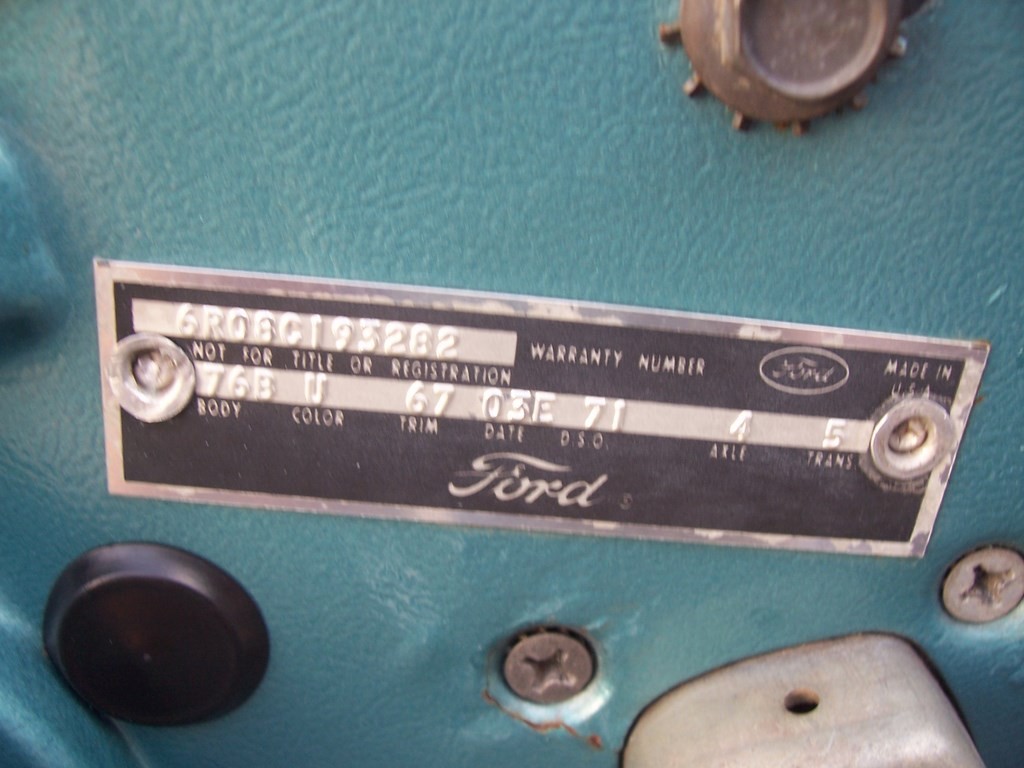 6R08C193282
NOT FOR TITLE OR REGISTRATION
WARRANTY NUMBER
Ford
MADE IN
U.S.A.
76B U 67 03E 71 4 5
BODY COLOR TRIM DATE D.S.O. AXLE TRANS
Ford